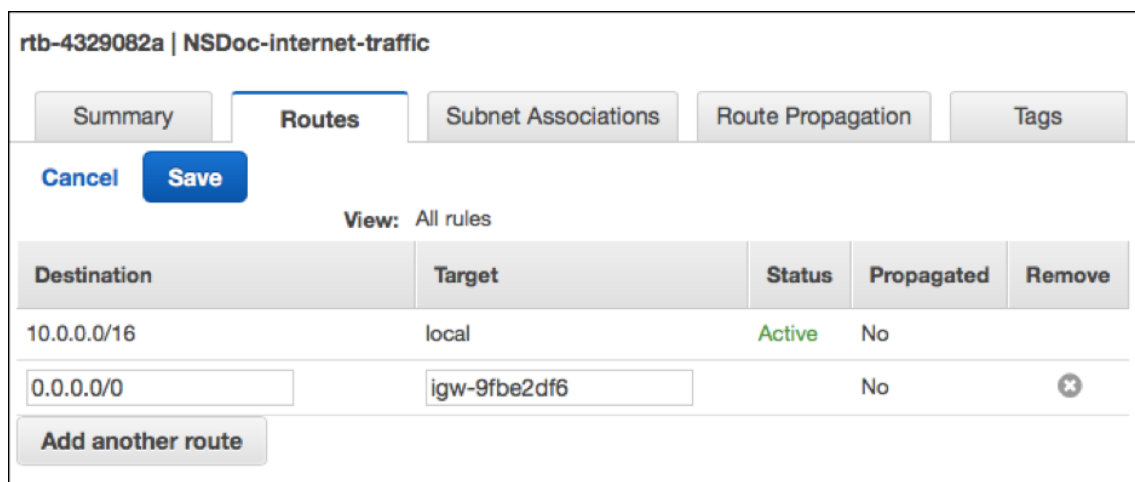 rtb-4329082a | NSDoc-internet-traffic
Summary Routes Subnet Associations Route Propagation Tags
Cancel Save
View: All rules
Destination Target Status Propagated Remove
10.0.0.0/16 local Active No
0.0.0.0/0 igw-9fbe2df6 No
Add another route